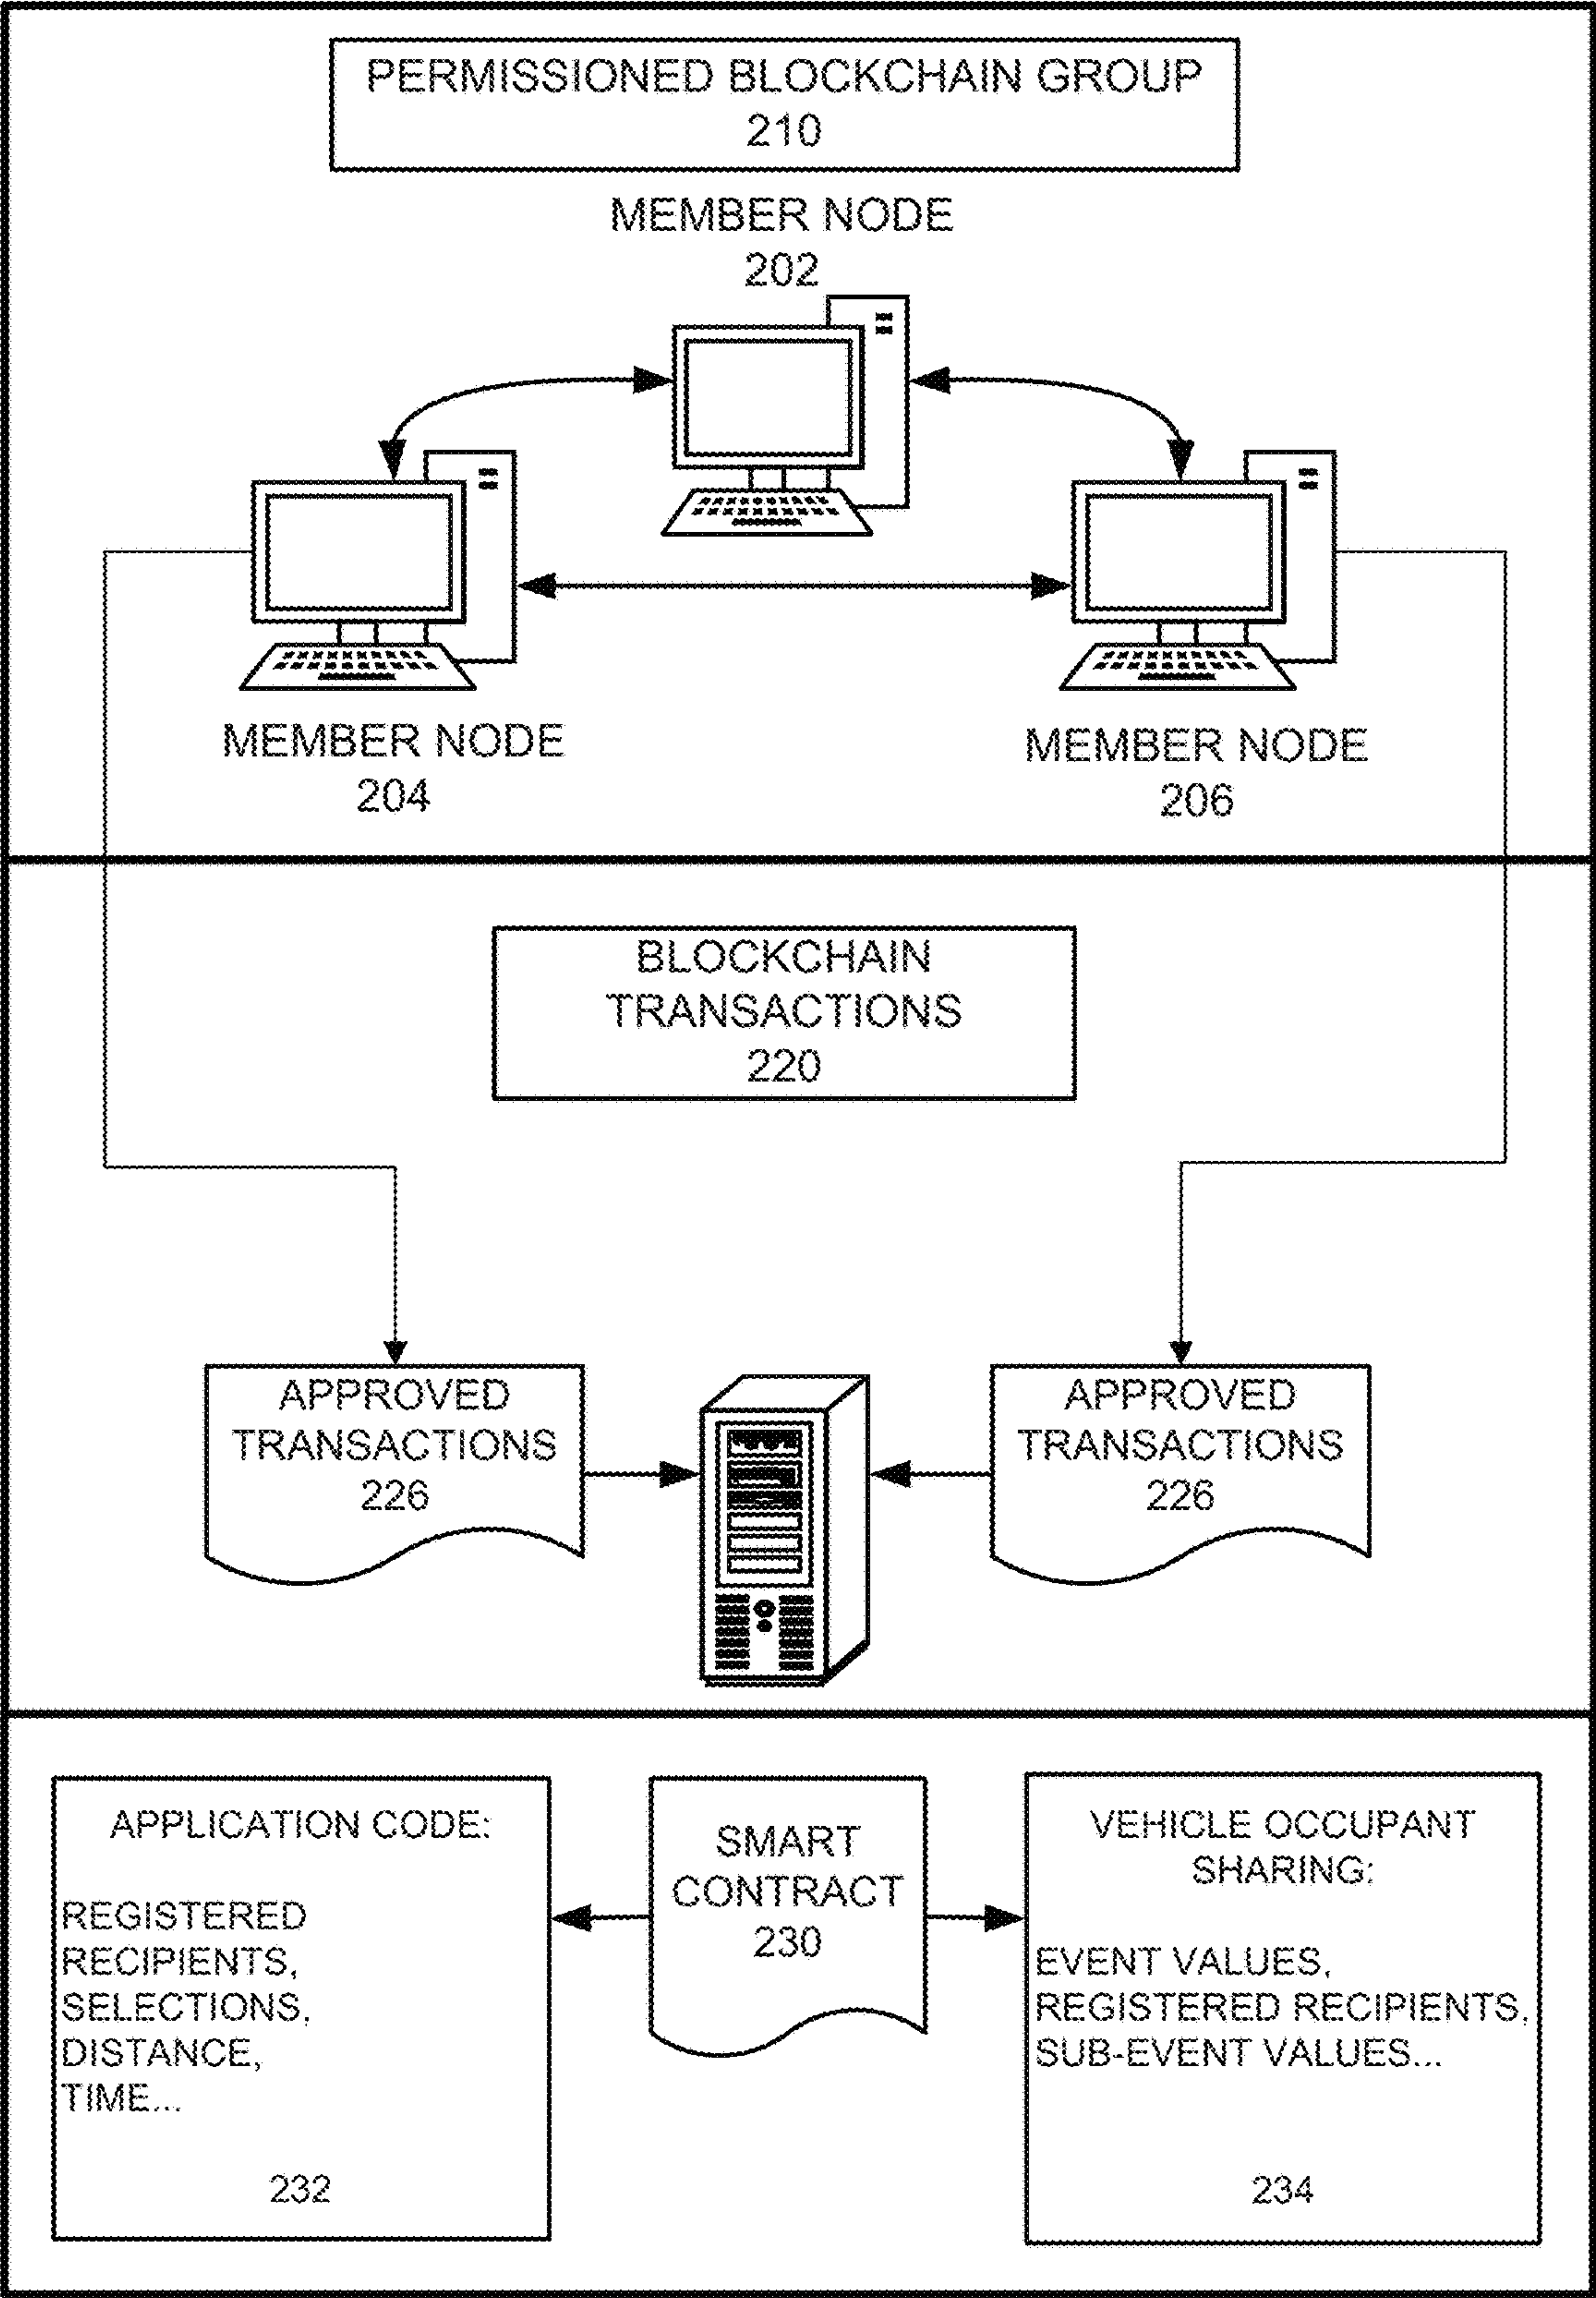 PERMISSIONED BLOCKCHAIN GROUP
210
MEMBER NODE
202
MEMBER NODE
204
MEMBER NODE
206
BLOCKCHAIN
TRANSACTIONS
220
APPROVED
TRANSACTIONS
226
APPROVED
TRANSACTIONS
226
APPLICATION CODE:
REGISTERED
RECIPIENTS,
SELECTIONS,
DISTANCE,
TIME...
232
SMART
CONTRACT
230
VEHICLE OCCUPANT
SHARING:
EVENT VALUES,
REGISTERED RECIPIENTS,
SUB-EVENT VALUES...
234